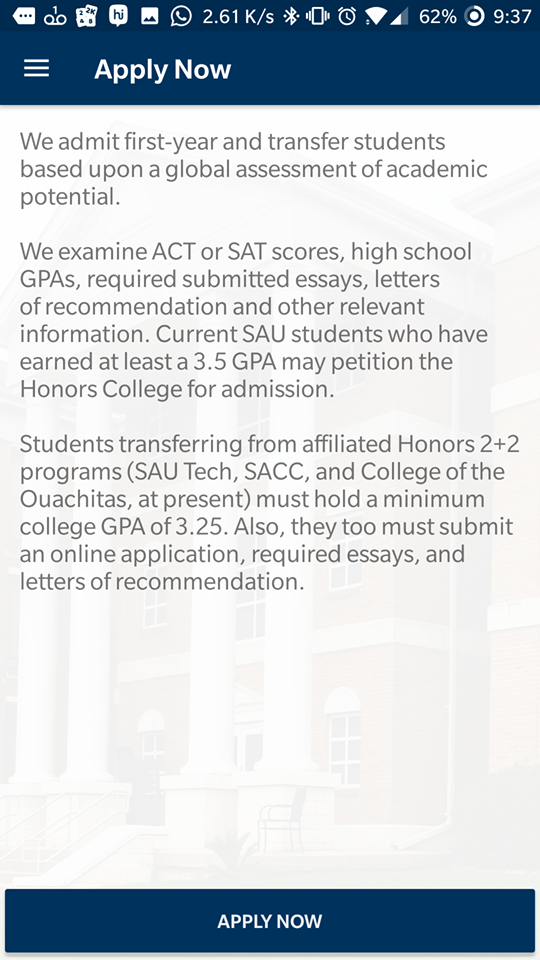 2.61 K/s 62% 9:37
Apply Now
We admit first-year and transfer students
based upon a global assessment of academic
potential.
We examine ACT or SAT scores, high school
GPAs, required submitted essays, letters
of recommendation and other relevant
information. Current SAU students who have
earned at least a 3.5 GPA may petition the
Honors College for admission.
Students transferring from affiliated Honors 2+2
programs (SAU Tech, SACC, and College of the
Ouachitas, at present) must hold a minimum
college GPA of 3.25. Also, they too must submit
an online application, required essays, and
letters of recommendation.
APPLY NOW